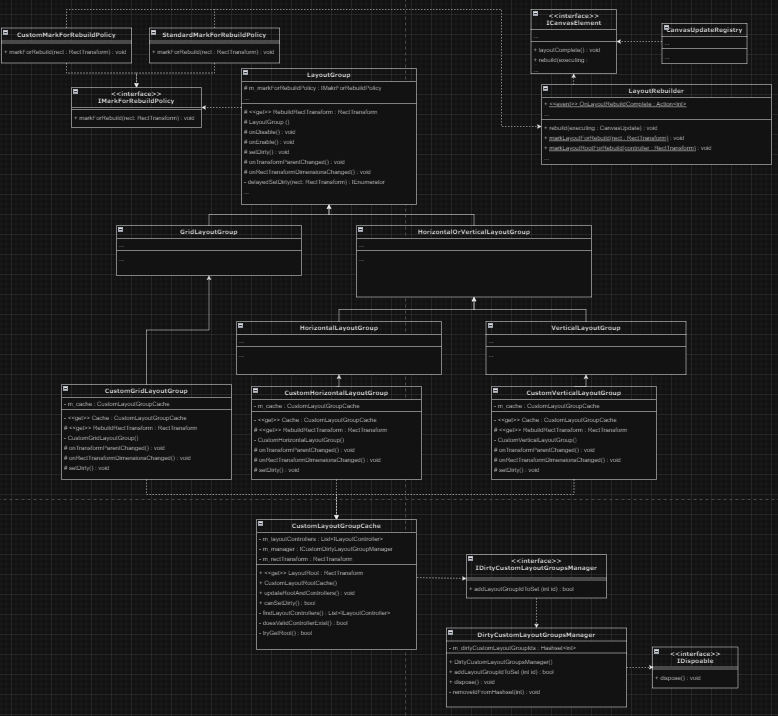 CustomMarkForRebuildPolicy
+ markForRebuild(rect : RectTransform) : void
StandardMarkForRebuildPolicy
+ markForRebuild(rect : RectTransform) : void
<<interface>>
IMarkForRebuildPolicy
+ markForRebuild(rect: RectTransform) : void
LayoutGroup
# m_markForRebuildPolicy : IMakrForRebuildPolicy
...
# <<get>> RebuildRectTransform : RectTransform
# LayoutGroup ()
# onDisable() : void
# onEnable() : void
# setDirty() : void
# onTransformParentChanged() : void
# onRectTransformDimensionsChanged() : void
- delayedSetDirty(rect: RectTransform) : IEnumerator
...
<<interface>>
ICanvasElement
...
+ layoutComplete() : void
+ rebuild(executing
...
CanvasUpdateRegistry
...
...
LayoutRebuilder
+ <<event>> OnLayoutRebuildComplete : Action<int>
...
+ rebuild(executing : CanvasUpdate) : void
+ markLayoutForRebuild(rect : RectTransform) : void
+ markLayoutRootForRebuild(controller : RectTransform) : void
...
GridLayoutGroup
...
...
HorizontalOrVerticalLayoutGroup
...
...
HorizontalLayoutGroup
...
...
VerticalLayoutGroup
...
...
CustomGridLayoutGroup
- m_cache : CustomLayoutGroupCache
- <<get>> Cache : CustomLayoutGroupCache
# <<get>> RebuildRectTransform : RectTransform
- CustomGridLayoutGroup()
# onTransformParentChanged() : void
# onRectTransformDimensionsChanged() : void
# setDirty() : void
CustomHorizontalLayoutGroup
- m_cache : CustomLayoutGroupCache
- <<get>> Cache : CustomLayoutGroupCache
# <<get>> RebuildRectTransform : RectTransform
- CustomHorizontalLayoutGroup()
# onTransformParentChanged() : void
# onRectTransformDimensionsChanged() : void
# setDirty() : void
CustomVerticalLayoutGroup
- m_cache : CustomLayoutGroupCache
- <<get>> Cache : CustomLayoutGroupCache
# <<get>> RebuildRectTransform : RectTransform
- CustomVerticalLayoutGroup()
# onTransformParentChanged() : void
# onRectTransformDimensionsChanged() : void
# setDirty() : void
CustomLayoutGroupCache
- m_layoutControllers : List<ILayoutController>
- m_manager : ICustomDirtyLayoutGroupManager
- m_rectTransform : RectTransform
+ <<get>> LayoutRoot : RectTransform
+ CustomLayoutRootCache()
+ updateRootAndControllers() : void
+ canSetDirty() : bool
- findLayoutControllers() : List<ILayoutController>
- doesValidControllerExist() : bool
- tryGetRoot() : bool
<<interface>>
IDirtyCustomLayoutGroupsManager
+ addLayoutGroupIdToSet (int id) : bool
DirtyCustomLayoutGroupsManager
- m_dirtyCustomLayoutGroupIds : Hashset<int>
+ DirtyCustomLayoutGroupsManager()
+ addLayoutGroupIdToSet (int id) : bool
+ dispose() : void
- removeIdFromHashset(int) : void
<<interface>>
IDispoable
+ dispose() : void